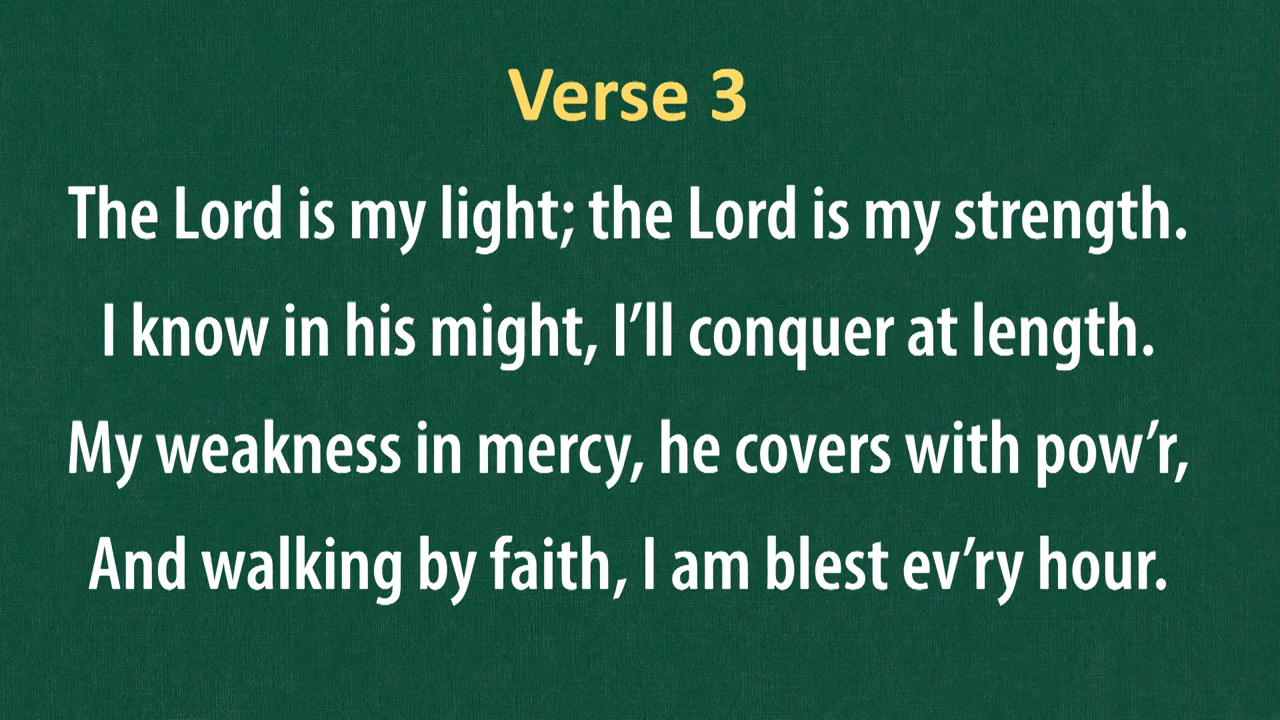 Verse 3
The Lord is my light; the Lord is my strength.
I know in his might, I’ll conquer at length.
My weakness in mercy, he covers with pow’r,
And walking by faith, I am blest ev’ry hour.